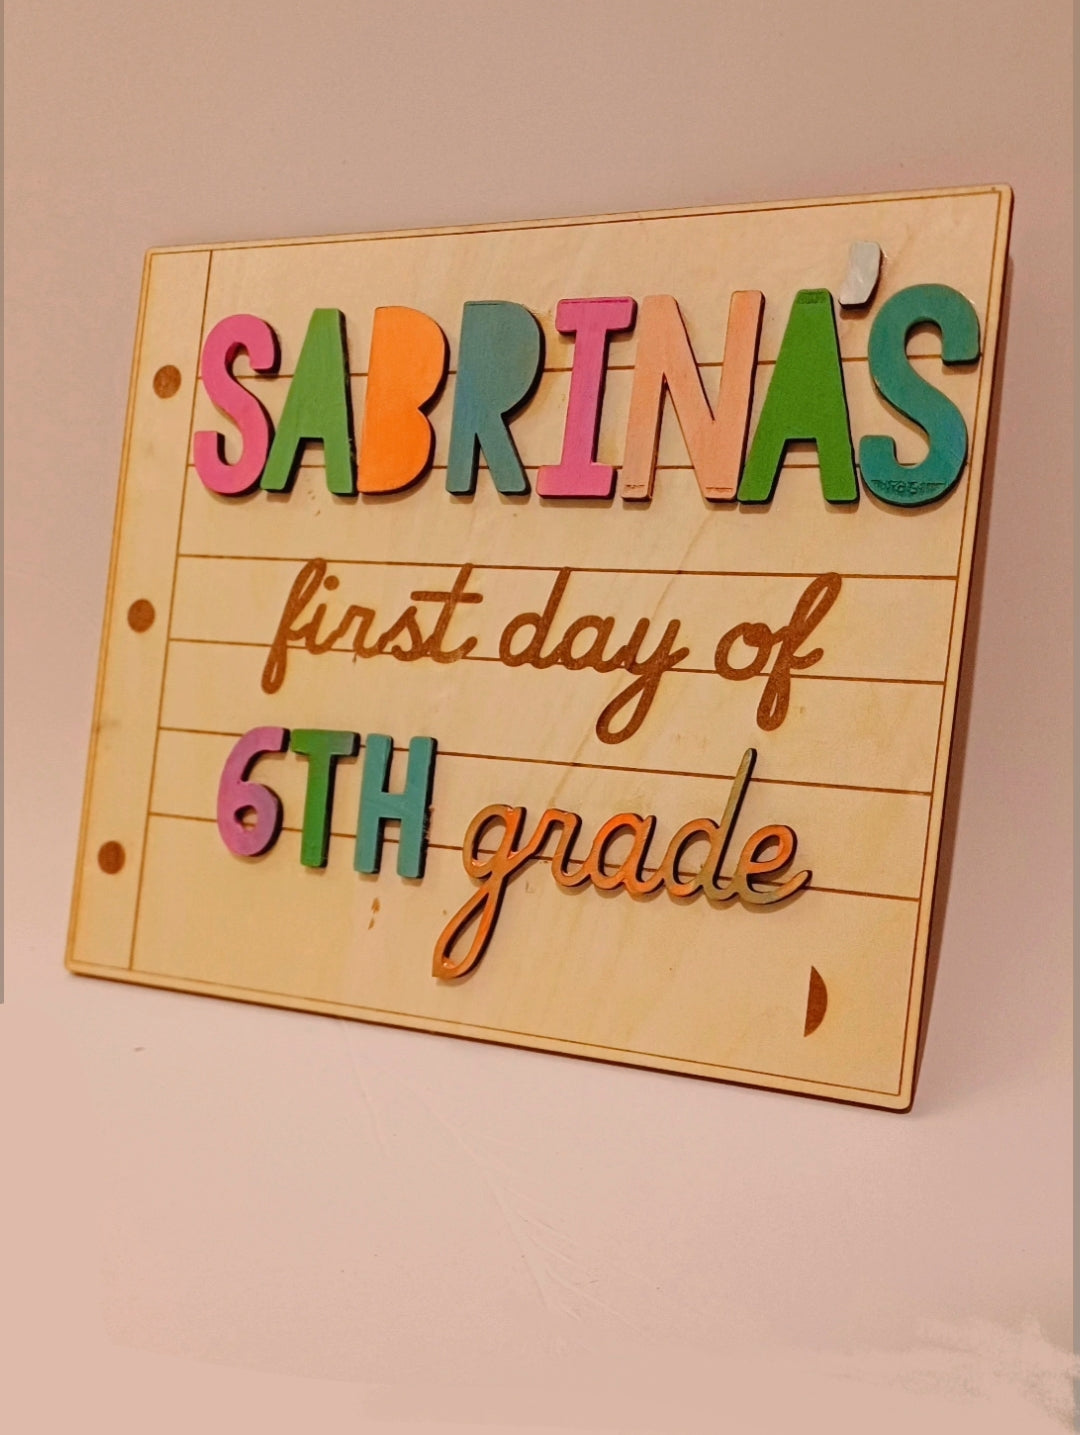 SABRINA'S
first day of
6TH grade